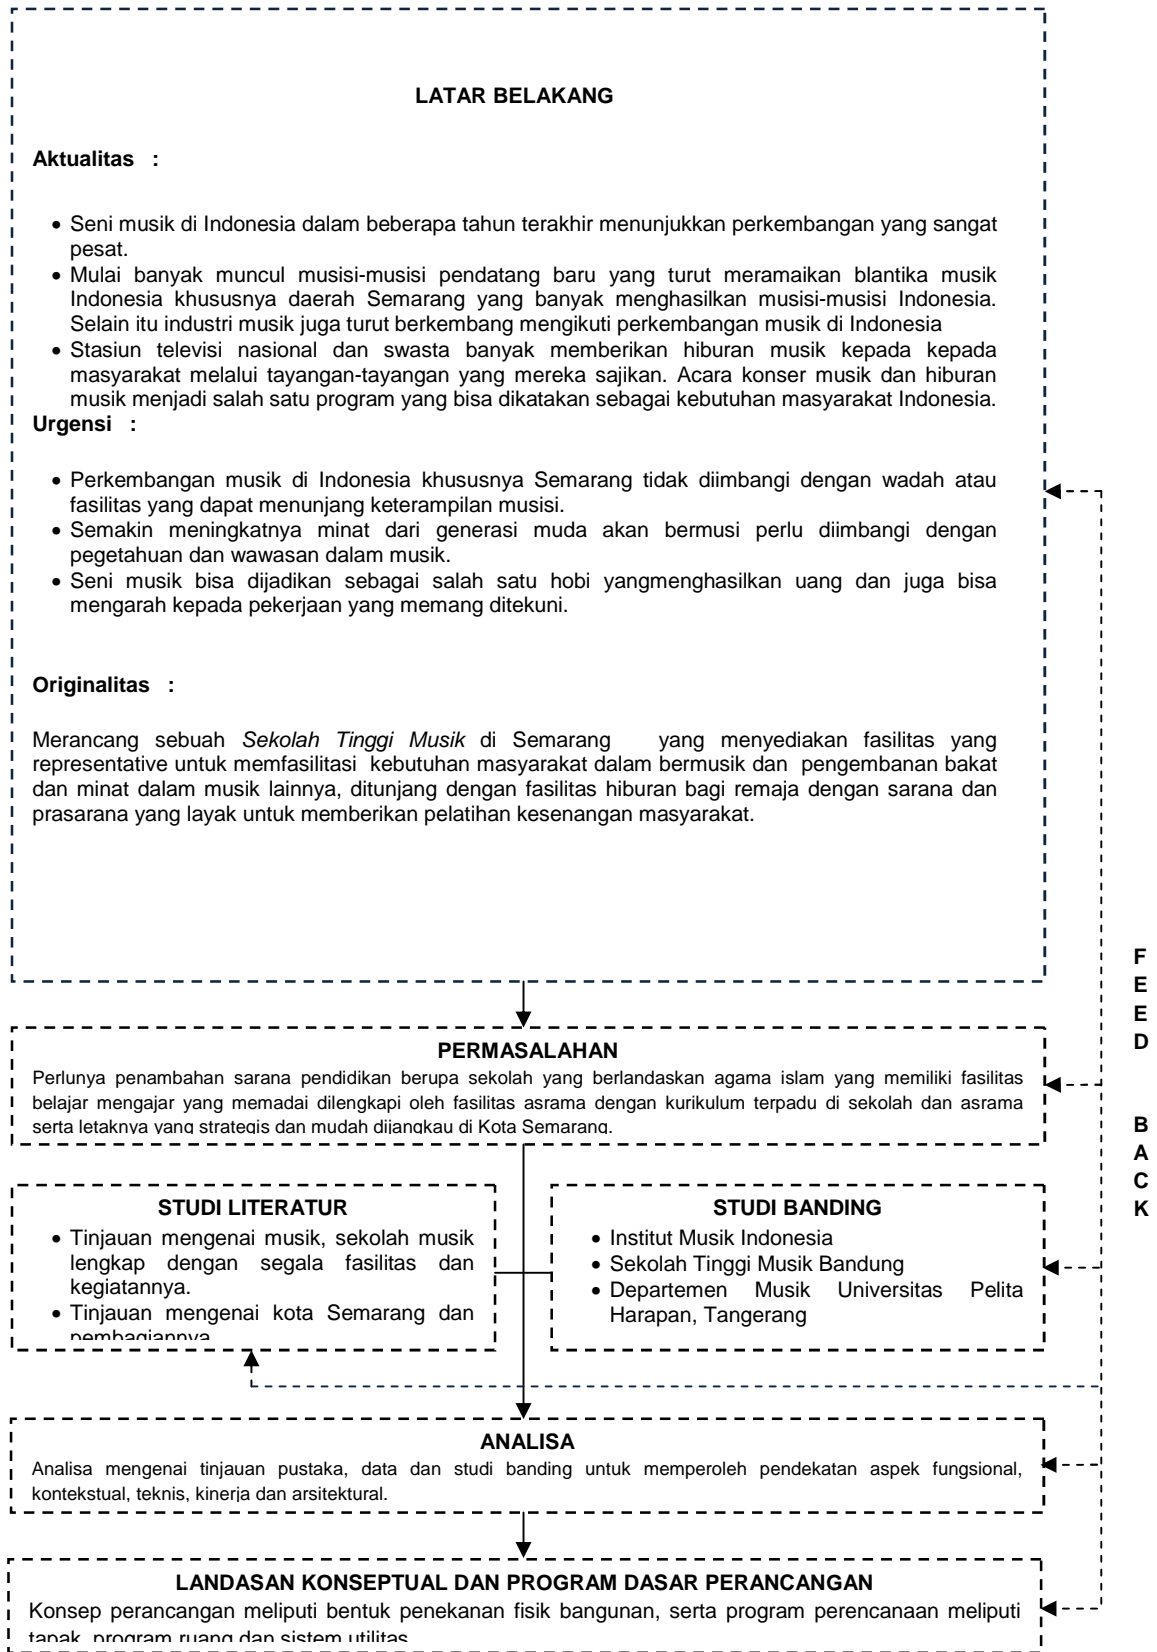 LATAR BELAKANG
Aktualitas :
• Seni musik di Indonesia dalam beberapa tahun terakhir menunjukkan perkembangan yang sangat
pesat.
• Mulai banyak muncul musisi-musisi pendatang baru yang turut meramaikan blantika musik
Indonesia khususnya daerah Semarang yang banyak menghasilkan musisi-musisi Indonesia.
Selain itu industri musik juga turut berkembang mengikuti perkembangan musik di Indonesia
• Stasiun televisi nasional dan swasta banyak memberikan hiburan musik kepada kepada
masyarakat melalui tayangan-tayangan yang mereka sajikan. Acara konser musik dan hiburan
musik menjadi salah satu program yang bisa dikatakan sebagai kebutuhan masyarakat Indonesia.
Urgensi :
• Perkembangan musik di Indonesia khususnya Semarang tidak diimbangi dengan wadah atau
fasilitas yang dapat menunjang keterampilan musisi.
• Semakin meningkatnya minat dari generasi muda akan bermusi perlu diimbangi dengan
pegetahuan dan wawasan dalam musik.
• Seni musik bisa dijadikan sebagai salah satu hobi yangmenghasilkan uang dan juga bisa
mengarah kepada pekerjaan yang memang ditekuni.
Originalitas :
Merancang sebuah Sekolah Tinggi Musik di Semarang yang menyediakan fasilitas yang
representative untuk memfasilitasi kebutuhan masyarakat dalam bermusik dan pengembanan bakat
dan minat dalam musik lainnya, ditunjang dengan fasilitas hiburan bagi remaja dengan sarana dan
prasarana yang layak untuk memberikan pelatihan kesenangan masyarakat.
PERMASALAHAN
Perlunya penambahan sarana pendidikan berupa sekolah yang berlandaskan agama islam yang memiliki fasilitas
belajar mengajar yang memadai dilengkapi oleh fasilitas asrama dengan kurikulum terpadu di sekolah dan asrama
serta letaknya yang strategis dan mudah dijangkau di Kota Semarang.
STUDI LITERATUR
• Tinjauan mengenai musik, sekolah musik
lengkap dengan segala fasilitas dan
kegiatannya.
• Tinjauan mengenai kota Semarang dan
pembagiannya
STUDI BANDING
• Institut Musik Indonesia
• Sekolah Tinggi Musik Bandung
• Departemen Musik Universitas Pelita
Harapan, Tangerang
ANALISA
Analisa mengenai tinjauan pustaka, data dan studi banding untuk memperoleh pendekatan aspek fungsional,
kontekstual, teknis, kinerja dan arsitektural.
LANDASAN KONSEPTUAL DAN PROGRAM DASAR PERANCANGAN
Konsep perancangan meliputi bentuk penekanan fisik bangunan, serta program perencanaan meliputi
tapak, program ruang dan sistem utilitas
F
E
E
D
B
A
C
K